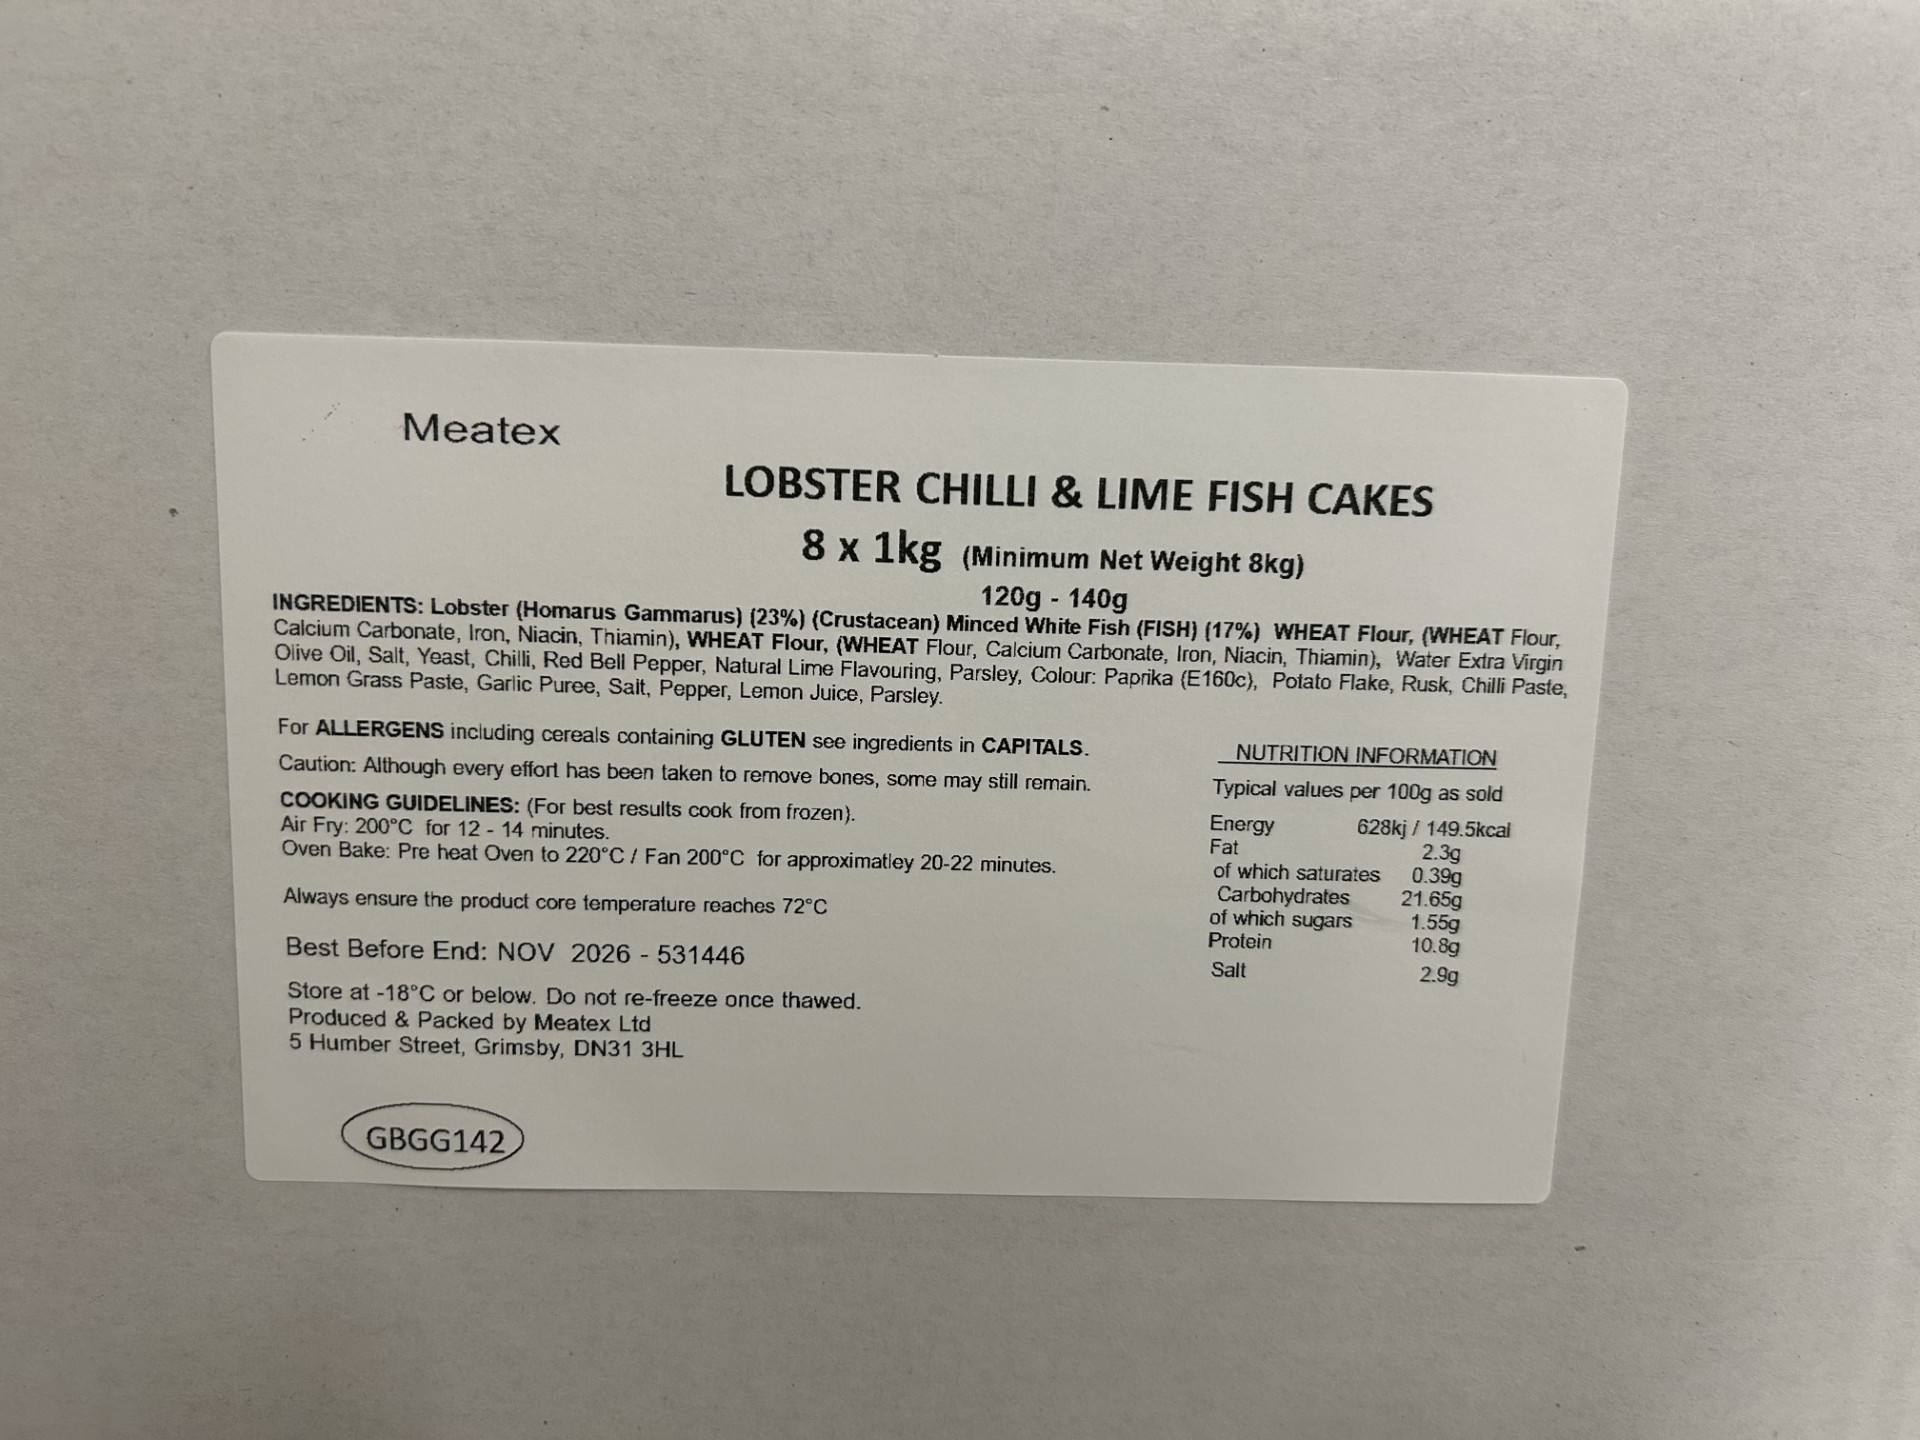 Meatex
LOBSTER CHILLI & LIME FISH CAKES
8 x 1kg (Minimum Net Weight 8kg)
120g - 140g
INGREDIENTS: Lobster (Homarus Gammarus) (23%) (Crustacean) Minced White Fish (FISH) (17%) WHEAT Flour, (WHEAT Flour,
Calcium Carbonate, Iron, Niacin, Thiamin), WHEAT Flour, (WHEAT Flour, Calcium Carbonate, Iron, Niacin, Thiamin), Water Extra Virgin
Olive Oil, Salt, Yeast, Chilli, Red Bell Pepper, Natural Lime Flavouring, Parsley, Colour: Paprika (E160c), Potato Flake, Rusk, Chilli Paste,
Lemon Grass Paste, Garlic Puree, Salt, Pepper, Lemon Juice, Parsley.
For ALLERGENS including cereals containing GLUTEN see ingredients in CAPITALS.
Caution: Although every effort has been taken to remove bones, some may still remain.
COOKING GUIDELINES: (For best results cook from frozen).
Air Fry: 200°C for 12 - 14 minutes.
Oven Bake: Pre heat Oven to 220°C / Fan 200°C for approximatley 20-22 minutes.
Always ensure the product core temperature reaches 72°C
Best Before End: NOV 2026 - 531446
Store at -18°C or below. Do not re-freeze once thawed.
Produced & Packed by Meatex Ltd
5 Humber Street, Grimsby, DN31 3HL
GBGG142
NUTRITION INFORMATION
Typical values per 100g as sold
Energy 628kj / 149.5kcal
Fat 2.3g
of which saturates 0.39g
Carbohydrates 21.65g
of which sugars 1.55g
Protein 10.8g
Salt 2.9g